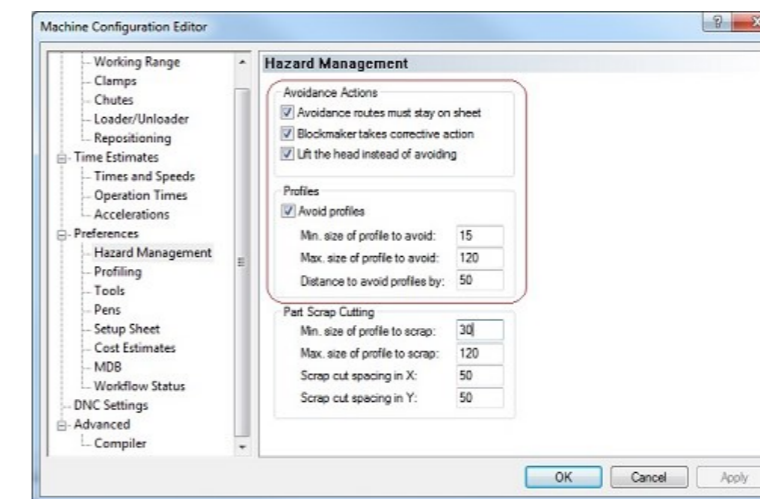 Machine Configuration Editor
Working Range
Clamps
Chutes
Loader/Unloader
Repositioning
Time Estimates
Times and Speeds
Operation Times
Accelerations
Preferences
Hazard Management
Profiling
Tools
Pens
Setup Sheet
Cost Estimates
MDB
Workflow Status
DNC Settings
Advanced
Compiler
Hazard Management
Avoidance Actions
Avoidance routes must stay on sheet
Blockmaker takes corrective action
Lift the head instead of avoiding
Profiles
Avoid profiles
Min. size of profile to avoid: 15
Max. size of profile to avoid: 120
Distance to avoid profiles by: 50
Part Scrap Cutting
Min. size of profile to scrap: 30
Max. size of profile to scrap: 120
Scrap cut spacing in X: 50
Scrap cut spacing in Y: 50
OK Cancel Apply